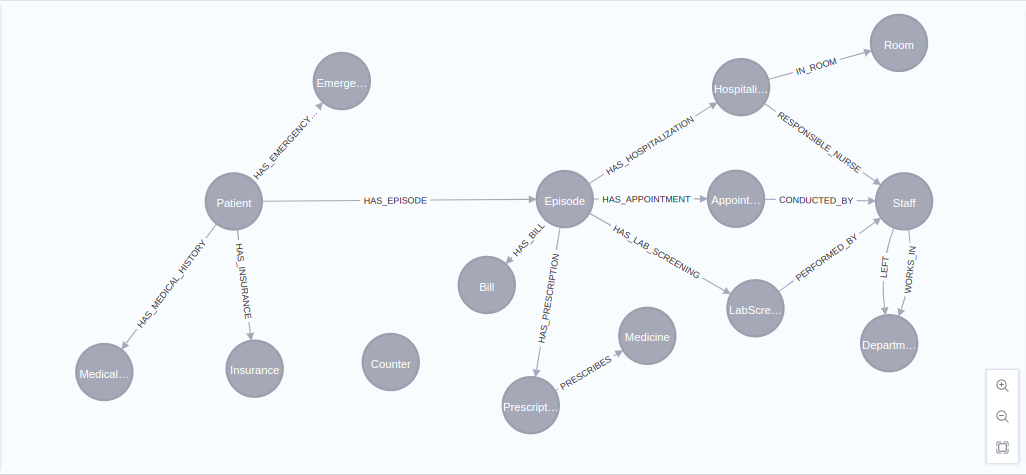 Room
IN_ROOM
Emerge...
Hospitali...
HAS_EMERGENCY...
HAS_HOSPITALIZATION
RESPONSIBLE_NURSE
Patient
HAS_EPISODE
Episode
HAS_APPOINTMENT
Appoint...
CONDUCTED_BY
Staff
HAS_MEDICAL_HISTORY
HAS_INSURANCE
HAS_BILL
HAS_LAB_SCREENING
PERFORMED_BY
LEFT
WORKS_IN
Bill
HAS_PRESCRIPTION
LabScre...
Medicine
Departm...
Medical...
Insurance
Counter
PRESCRIBES
Prescript...